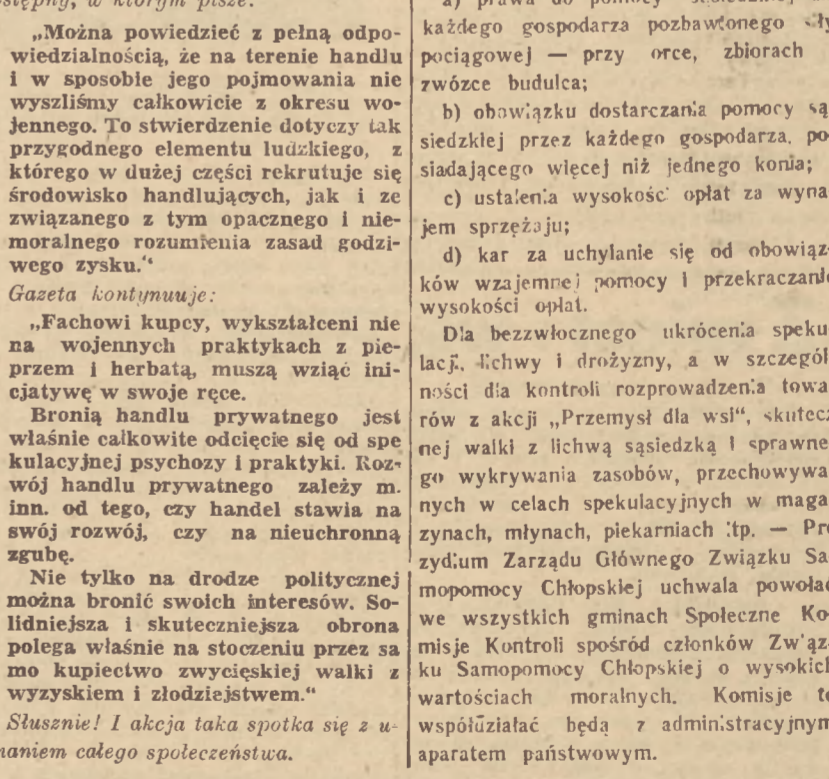 w którym pisze:
„Można powiedzieć z pełną odpo-
wiedzialnością, że na terenie handlu
i w sposobie jego pojmowania nie
wyszliśmy całkowicie z okresu wo-
jennego. To stwierdzenie dotyczy tak
przygodnego elementu ludzkiego, z
którego w dużej części rekrutuje się
środowisko handlujących, jak i ze
związanego z tym opacznego i nie-
moralnego rozumienia zasad godzi-
wego zysku.“
Gazeta kontynuuje:
„Fachowi kupcy, wykształceni nie
na wojennych praktykach z pie-
przem i herbatą, muszą wziąć ini-
cjatywę w swoje ręce.
Bronią handlu prywatnego jest
właśnie całkowite odcięcie się od spe
kulacyjnej psychozy i praktyki. Roz-
wój handlu prywatnego zależy m.
inn. od tego, czy handel stawia na
swój rozwój, czy na nieuchronną
zgubę.
Nie tylko na drodze politycznej
można bronić swoich interesów. So-
lidniejsza i skuteczniejsza obrona
polega właśnie na stoczeniu przez sa
mo kupiectwo zwycięskiej walki z
wyzyskiem i złodziejstwem.“
Słusznie! I akcja taka spotka się z u-
naniem całego społeczeństwa.
a) prawa do pomocy
każdego gospodarza pozbawionego
pociągowej — przy orce, zbiorach
zwózce budulca;
b) obowiązku dostarczania pomocy są
siedzkiej przez każdego gospodarza, po-
siadającego więcej niż jednego konia;
c) ustalenia wysokość opłat za wyna
jem sprzężaju;
d) kar za uchylanie się od obowiąz-
ków wzajemnej pomocy i przekraczanie
wysokości opłat.
Dla bezzwłocznego ukrócenia speku
lacji, lichwy i drożyzny, a w szczegól
ności dla kontroli rozprowadzenia towa
rów z akcji „Przemysł dla wsi“, skutecz
nej walki z lichwą sąsiedzką i sprawne
go wykrywania zasobów, przechowywa
nych w celach spekulacyjnych w maga
zynach, młynach, piekarniach itp. — Pre
zydium Zarządu Głównego Związku Sa
mopomocy Chłopskiej uchwala powołać
we wszystkich gminach Społeczne Ko-
misje Kontroli spośród członków Związ-
ku Samopomocy Chłopskiej o wysokich
wartościach moralnych. Komisje te
współdziałać będą z administracyjnym
aparatem państwowym.